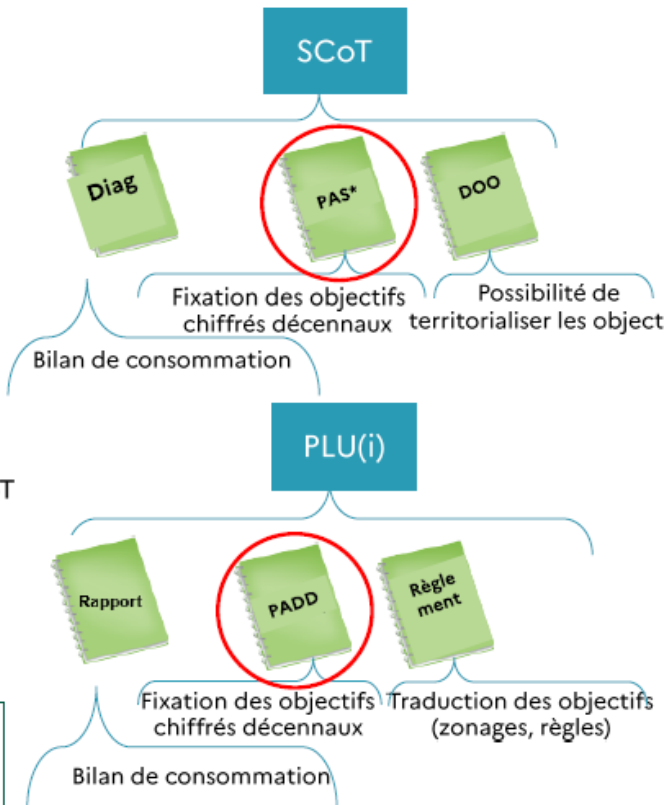 SCoT
Diag
PAS*
DOO
Fixation des objectifs
chiffrés décennaux
Possibilité de
territorialiser les object
Bilan de consommation
PLU(i)
T
Rapport
PADD
Règle
ment
Fixation des objectifs
chiffrés décennaux
Traduction des objectifs
(zonages, règles)
Bilan de consommation